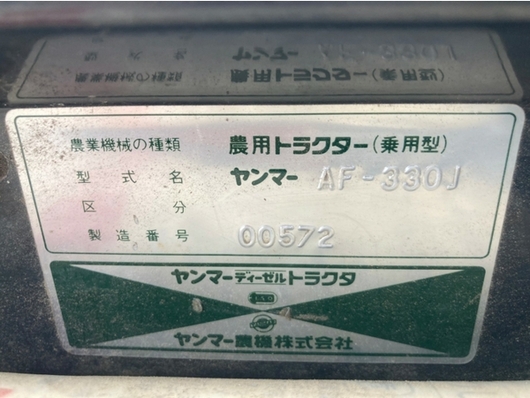 農業機械の種類 農用トラクター(乗用型)
型式名 ヤンマー AF-330J
区分
製造番号 00572
ヤンマーディーゼルトラクタ
ヤンマー農機株式会社